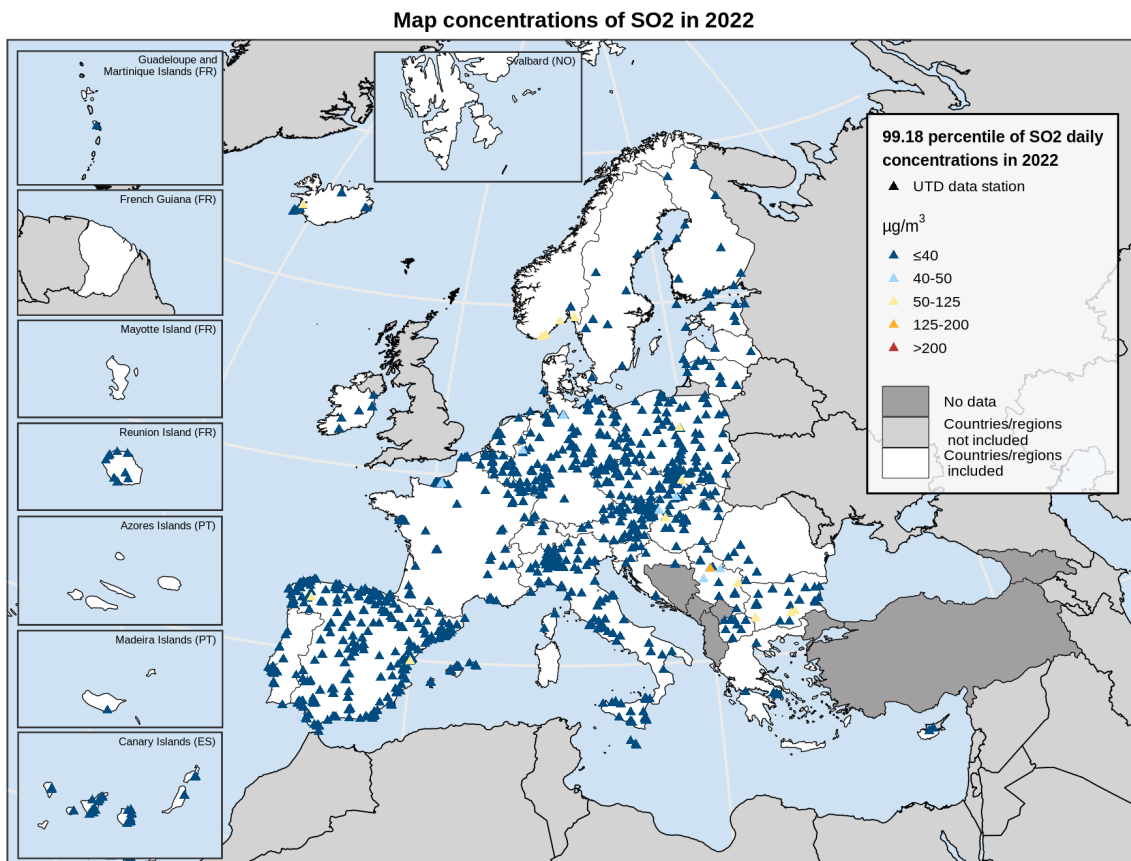 Map concentrations of SO2 in 2022
Guadeloupe and
Martinique Islands (FR)
Svalbard (NO)
French Guiana (FR)
Mayotte Island (FR)
Reunion Island (FR)
Azores Islands (PT)
Madeira Islands (PT)
Canary Islands (ES)
99.18 percentile of SO2 daily
concentrations in 2022
UTD data station
µg/m³
≤40
40-50
50-125
125-200
>200
No data
Countries/regions
not included
Countries/regions
included